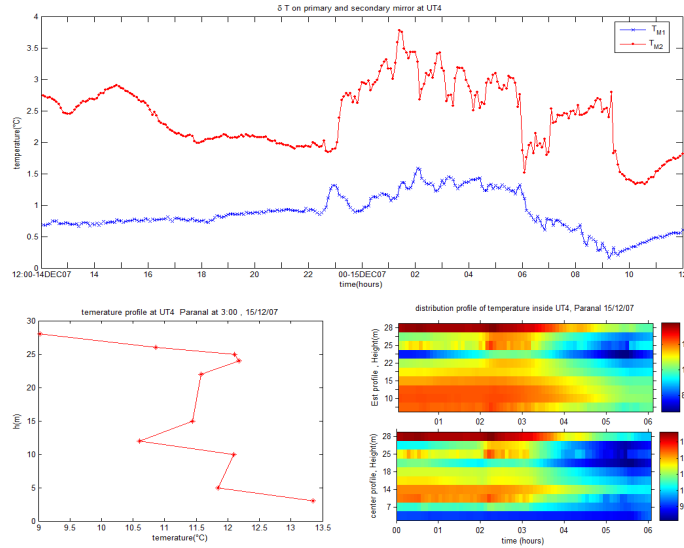 δ T on primary and secondary mirror at UT4
4
3.5
3
2.5
2
1.5
1
0.5
0
temperature(°C)
T_M1
T_M2
12:00-14DEC07 14 16 18 20 22 00-15DEC07 02 04 06 08 10 12
time(hours)
temerature profile at UT4 Paranal at 3:00 , 15/12/07
30
25
20
15
10
5
0
h(m)
9 9.5 10 10.5 11 11.5 12 12.5 13 13.5
temerature(°C)
distribution profile of temperature inside UT4, Paranal 15/12/07
Est profile , Height(m)
28
25
22
15
10
01 02 03 04 05 06
center profile , Height(m)
28
25
20
14
7
00 01 02 03 04 05 06
time (hours)